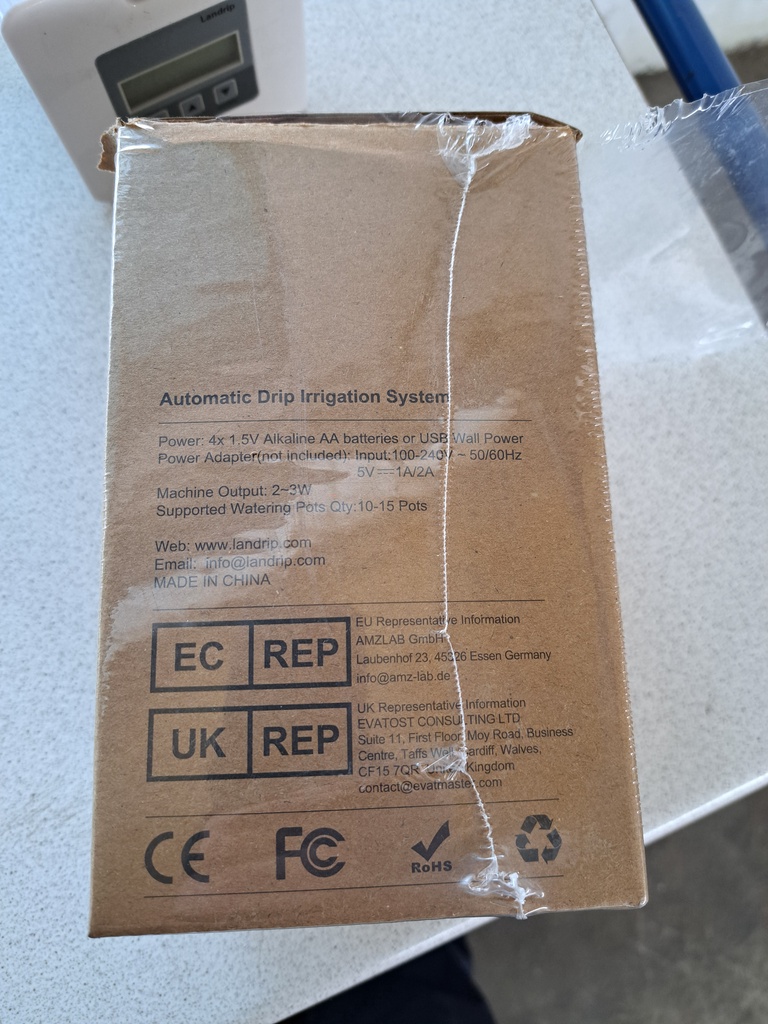 Landrip
Automatic Drip Irrigation System
Power: 4x 1.5V Alkaline AA batteries or USB Wall Power
Power Adapter(not included): Input:100-240V ~ 50/60Hz
5V⎓1A/2A
Machine Output: 2~3W
Supported Watering Pots Qty:10-15 Pots
Web: www.landrip.com
Email: info@landrip.com
MADE IN CHINA
EC REP
EU Representative Information
AMZLAB GmbH
Laubenhof 23, 45326 Essen Germany
info@amz-lab.de
UK REP
UK Representative Information
EVATOST CONSULTING LTD
Suite 11, First Floor, Moy Road, Business
Centre, Taffs Well, Cardiff, Walves,
CF15 7QR, United Kingdom
contact@evatmaster.com
CE FC RoHS